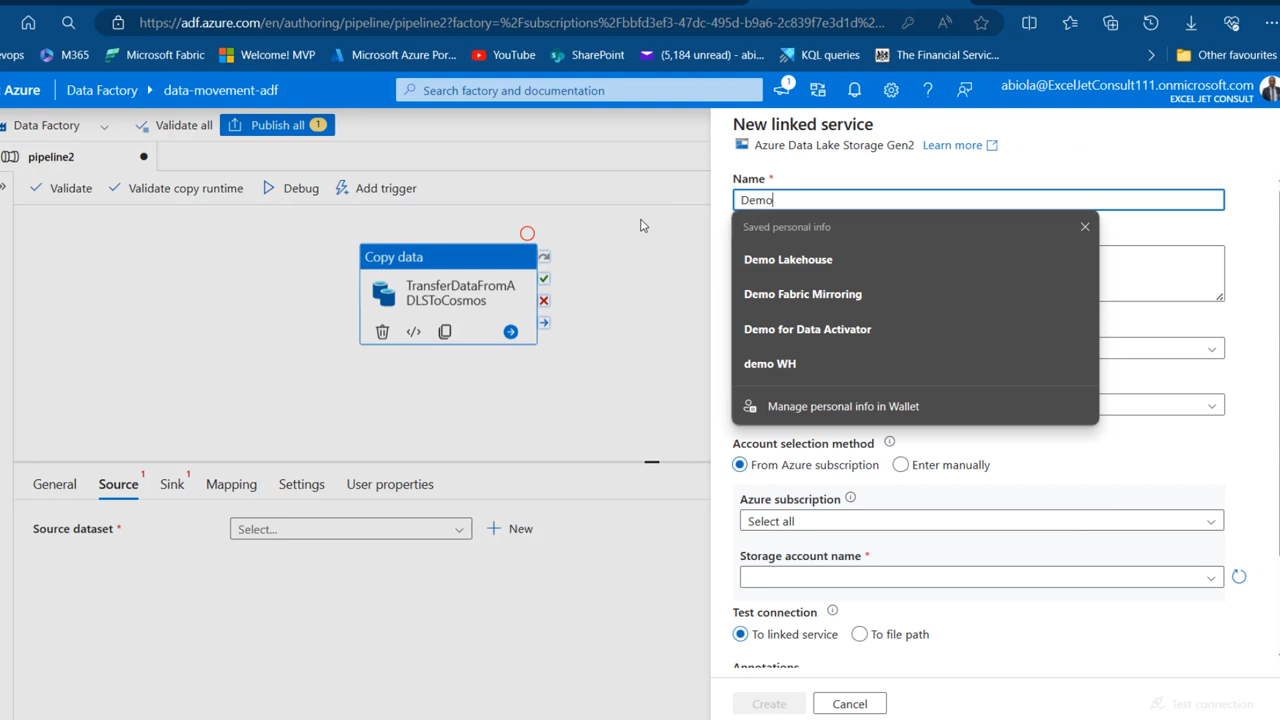 https://adf.azure.com/en/authoring/pipeline/pipeline2?factory=%2Fsubscriptions%2Fbbfd3ef3-47dc-495d-b9a6-2c839f7e3d1d%2...
evops
M365
Microsoft Fabric
Welcome! MVP
Microsoft Azure Por...
YouTube
SharePoint
(5,184 unread) - abi...
KQL queries
The Financial Servic...
Other favourites
Azure
Data Factory
data-movement-adf
Search factory and documentation
1
abiola@ExcelJetConsult111.onmicrosoft.com
EXCEL JET CONSULT
Data Factory
Validate all
Publish all
1
pipeline2
Validate
Validate copy runtime
Debug
Add trigger
Copy data
TransferDataFromA
DLSToCosmos
General
Source
1
Sink
1
Mapping
Settings
User properties
Source dataset *
Select...
New
New linked service
Azure Data Lake Storage Gen2
Learn more
Name *
Demo
Saved personal info
Demo Lakehouse
Demo Fabric Mirroring
Demo for Data Activator
demo WH
Manage personal info in Wallet
Account selection method
From Azure subscription
Enter manually
Azure subscription
Select all
Storage account name *
Test connection
To linked service
To file path
Annotations
Create
Cancel
Test connection